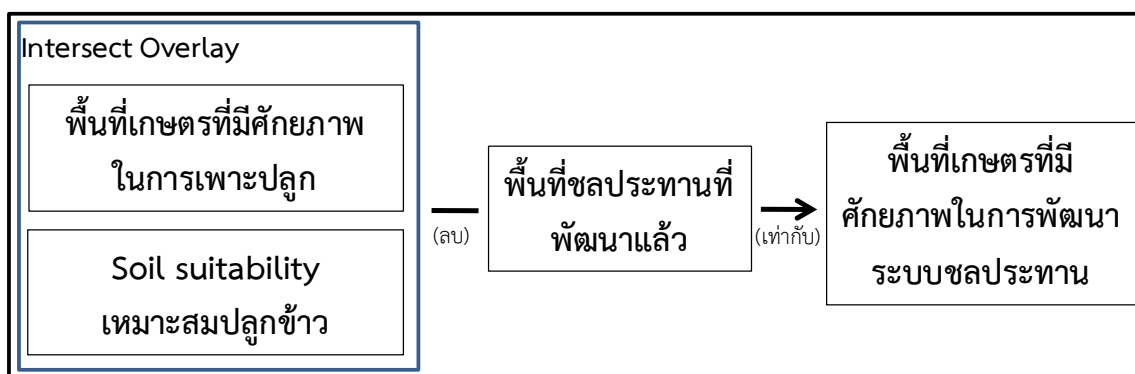 Intersect Overlay
พื้นที่เกษตรที่มีศักยภาพ
ในการเพาะปลูก
Soil suitability
เหมาะสมปลูกข้าว
(ลบ)
พื้นที่ชลประทานที่
พัฒนาแล้ว
(เท่ากับ)
พื้นที่เกษตรที่มี
ศักยภาพในการพัฒนา
ระบบชลประทาน